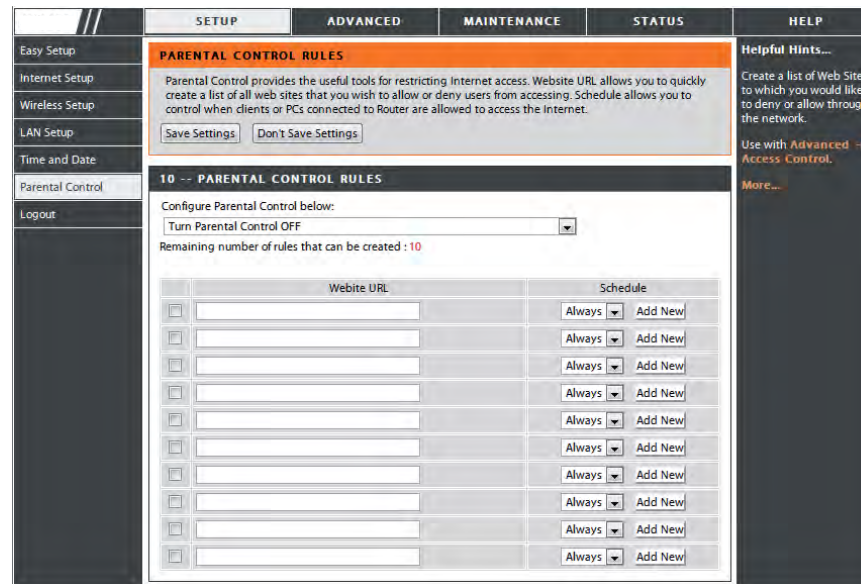 SETUP ADVANCED MAINTENANCE STATUS HELP
Easy Setup
Internet Setup
Wireless Setup
LAN Setup
Time and Date
Parental Control
Logout
PARENTAL CONTROL RULES
Parental Control provides the useful tools for restricting Internet access. Website URL allows you to quickly
create a list of all web sites that you wish to allow or deny users from accessing. Schedule allows you to
control when clients or PCs connected to Router are allowed to access the Internet.
Save Settings Don't Save Settings
10 -- PARENTAL CONTROL RULES
Configure Parental Control below:
Turn Parental Control OFF
Remaining number of rules that can be created : 10
Webite URL Schedule
Always Add New
Always Add New
Always Add New
Always Add New
Always Add New
Always Add New
Always Add New
Always Add New
Always Add New
Always Add New
Helpful Hints...
Create a list of Web Site
to which you would like
to deny or allow throug
the network.
Use with Advanced -
Access Control.
More...